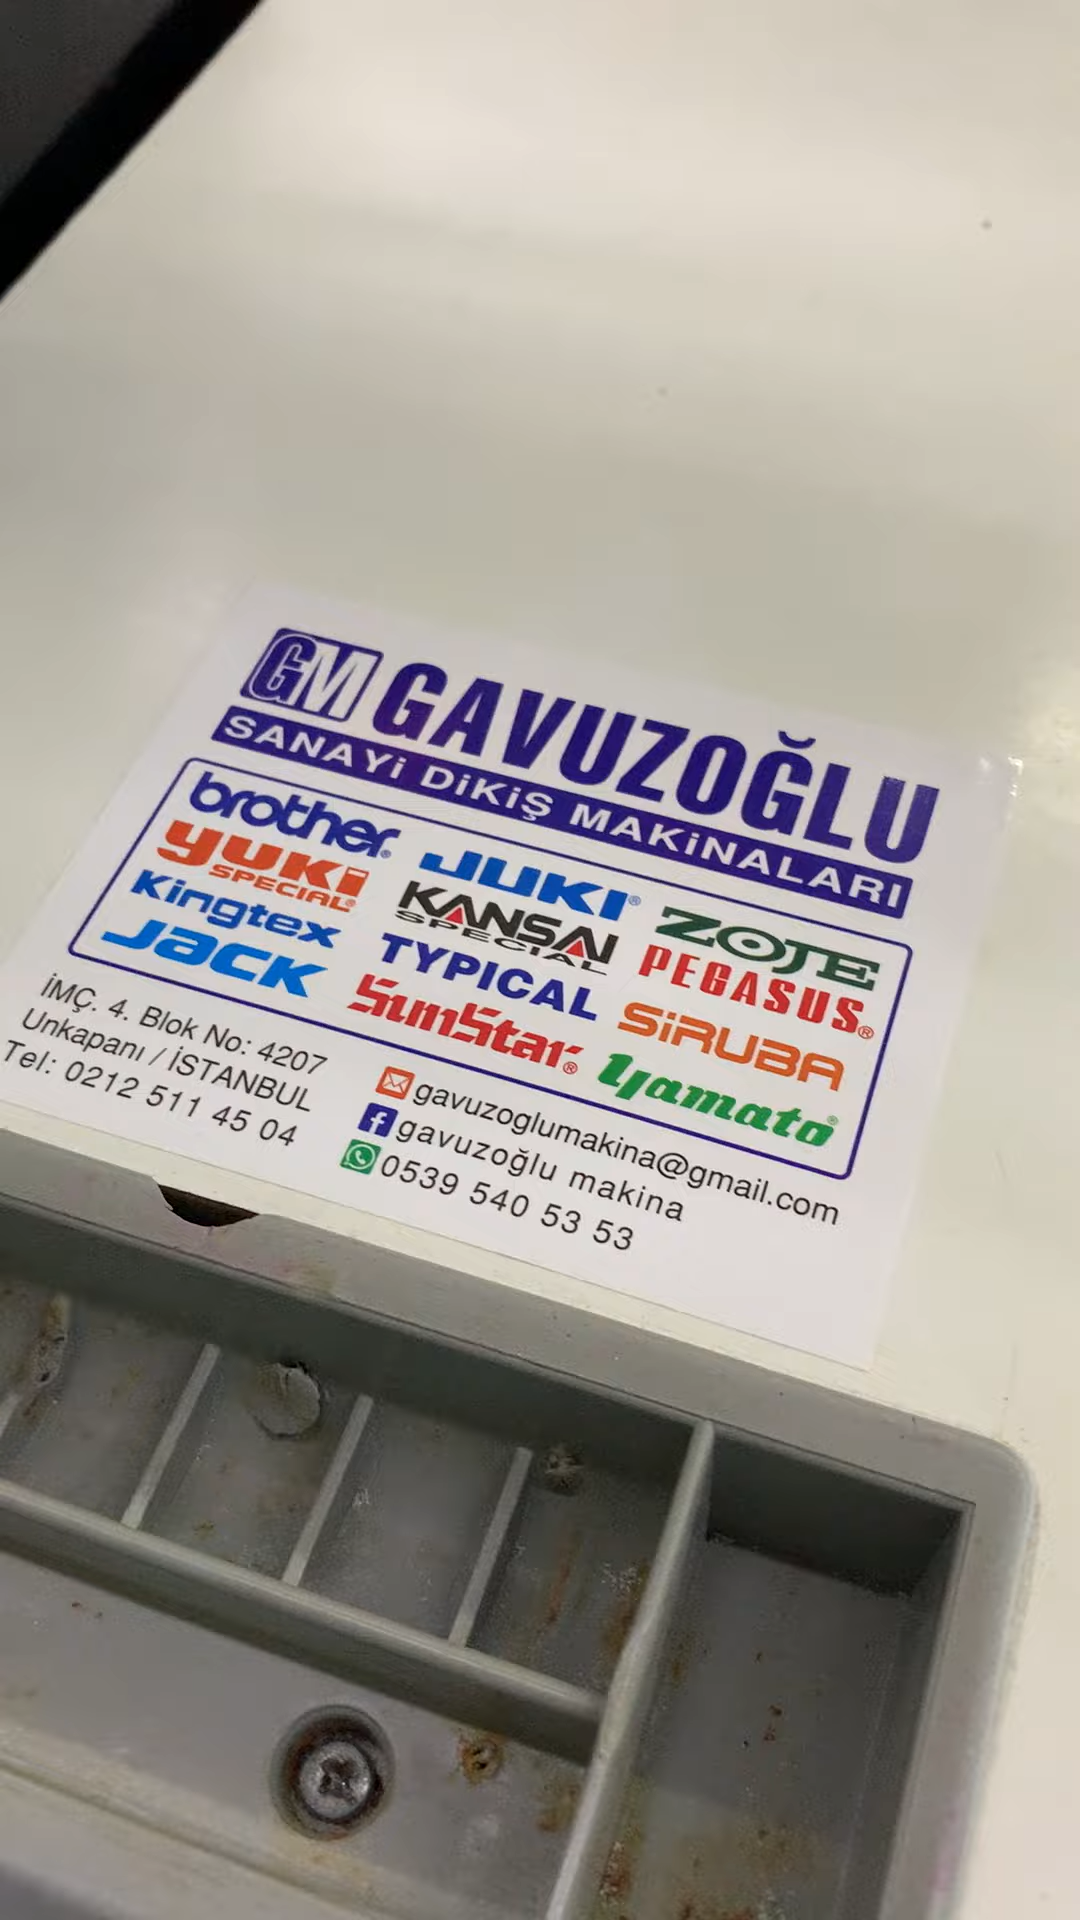 GM GAVUZOĞLU
SANAYİ DİKİŞ MAKİNALARI
brother®
YUKI SPECIAL®
Kingtex
JACK
JUKI®
KANSAI SPECIAL
TYPICAL
SunStar®
ZOJE
PEGASUS®
SiRUBA
yamato®
İMÇ. 4. Blok No: 4207
Unkapanı / İSTANBUL
Tel: 0212 511 45 04
gavuzoglumakina@gmail.com
f gavuzoğlu makina
0539 540 53 53